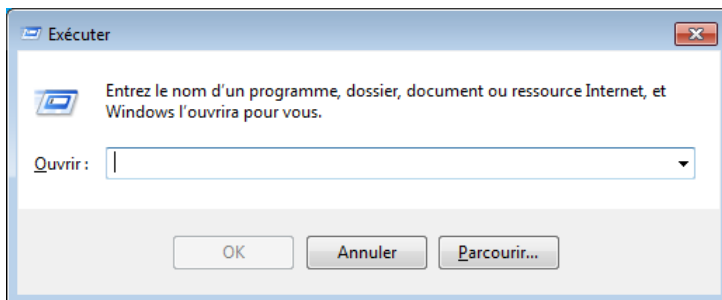 Exécuter
Entrez le nom d'un programme, dossier, document ou ressource Internet, et
Windows l'ouvrira pour vous.
Ouvrir :
OK Annuler Parcourir...